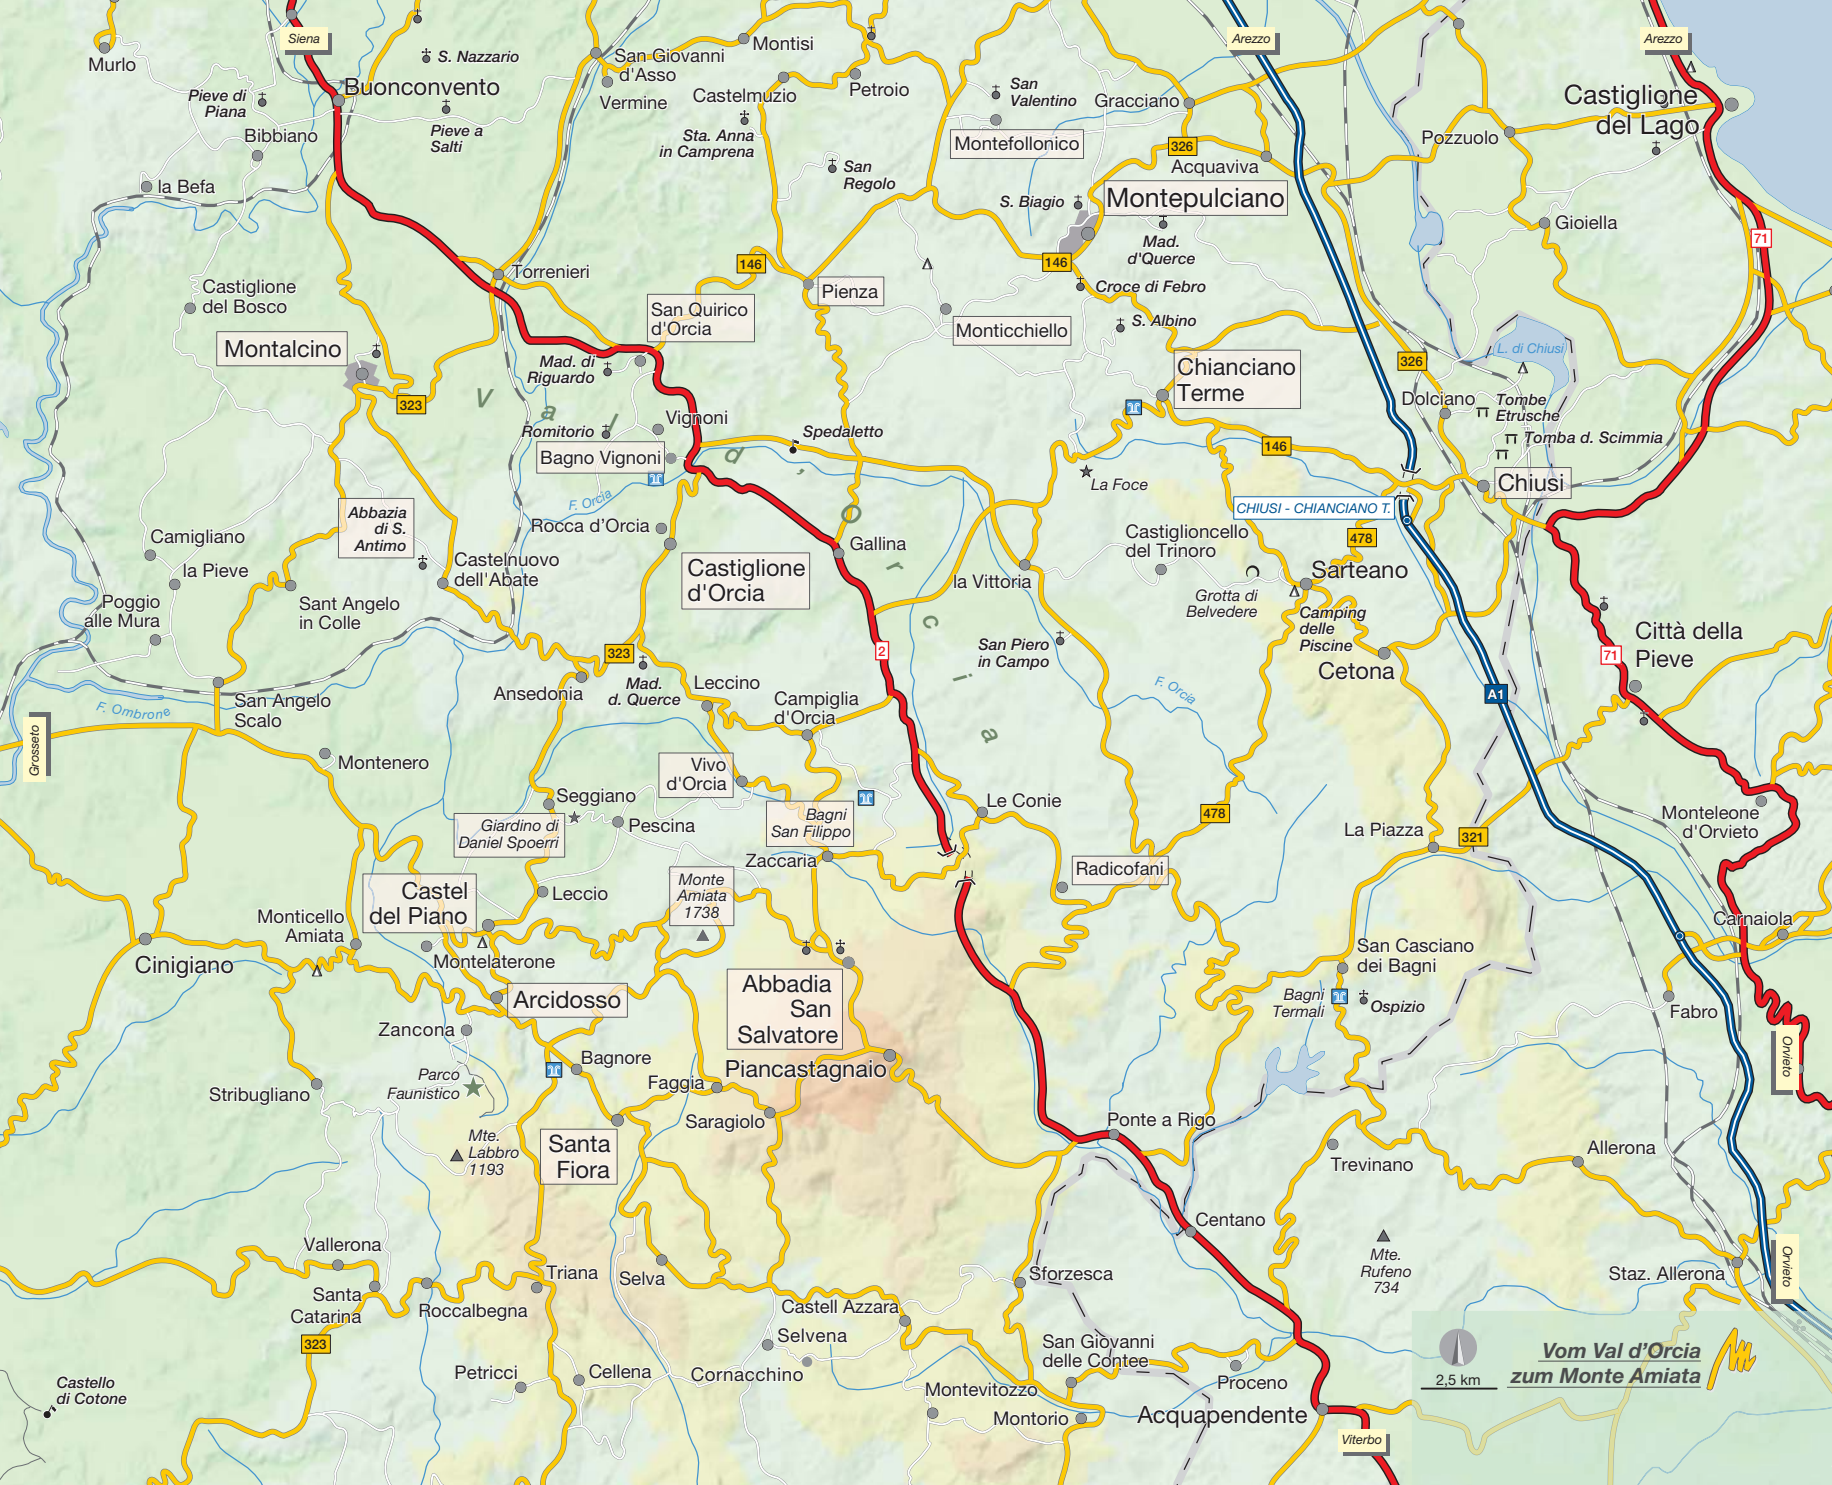 Siena
Arezzo
Arezzo
Murlo
S. Nazzario
San Giovanni
d'Asso
Montisi
Buonconvento
Vermine
Castelmuzio
Petroio
San
Valentino
Gracciano
Castiglione
del Lago
Pieve di
Piana
Bibbiano
Pieve a
Salti
Sta. Anna
in Camprena
Montefollonico
326
Acquaviva
Pozzuolo
la Befa
San
Regolo
S. Biagio
Montepulciano
Mad.
d'Querce
Gioiella
71
146
146
Torrenieri
Pienza
Croce di Febro
Castiglione
del Bosco
San Quirico
d'Orcia
Monticchiello
S. Albino
Montalcino
Mad. di
Riguardo
Chianciano
Terme
326
L. di Chiusi
323
Val d'Orcia
Vignoni
Romitorio
Spedaletto
Dolciano
Tombe
Etrusche
Tomba d. Scimmia
146
Bagno Vignoni
La Foce
Chiusi
F. Orcia
CHIUSI - CHIANCIANO T.
Abbazia
di S.
Antimo
Rocca d'Orcia
Gallina
Castiglioncello
del Trinoro
478
Camigliano
la Pieve
Castelnuovo
dell'Abate
Castiglione
d'Orcia
la Vittoria
Sarteano
Grotta di
Belvedere
Camping
delle
Piscine
Poggio
alle Mura
Sant Angelo
in Colle
San Piero
in Campo
Cetona
Città della
Pieve
71
2
323
Ansedonia
Mad.
d. Querce
Leccino
Campiglia
d'Orcia
F. Orcia
A1
F. Ombrone
San Angelo
Scalo
Grosseto
Montenero
Vivo
d'Orcia
Seggiano
Giardino di
Daniel Spoerri
Pescina
Bagni
San Filippo
Le Conie
478
La Piazza
321
Monteleone
d'Orvieto
Zaccaria
Radicofani
Castel
del Piano
Leccio
Monte
Amiata
1738
Monticello
Amiata
Carnaiola
Cinigiano
Montelaterone
San Casciano
dei Bagni
Arcidosso
Abbadia
San
Salvatore
Bagni
Termali
Ospizio
Fabro
Zancona
Bagnore
Piancastagnaio
Orvieto
Parco
Faunistico
Faggia
Stribugliano
Saragiolo
Ponte a Rigo
Mte.
Labbro
1193
Santa
Fiora
Trevinano
Allerona
Centano
Vallerona
Triana
Selva
Sforzesca
Mte.
Rufeno
734
Staz. Allerona
Orvieto
Santa
Catarina
Roccalbegna
Castell Azzara
323
Selvena
San Giovanni
delle Contee
Vom Val d'Orcia
zum Monte Amiata
2,5 km
Petricci
Cellena
Cornacchino
Proceno
Castello
di Cotone
Montevitozzo
Montorio
Acquapendente
Viterbo